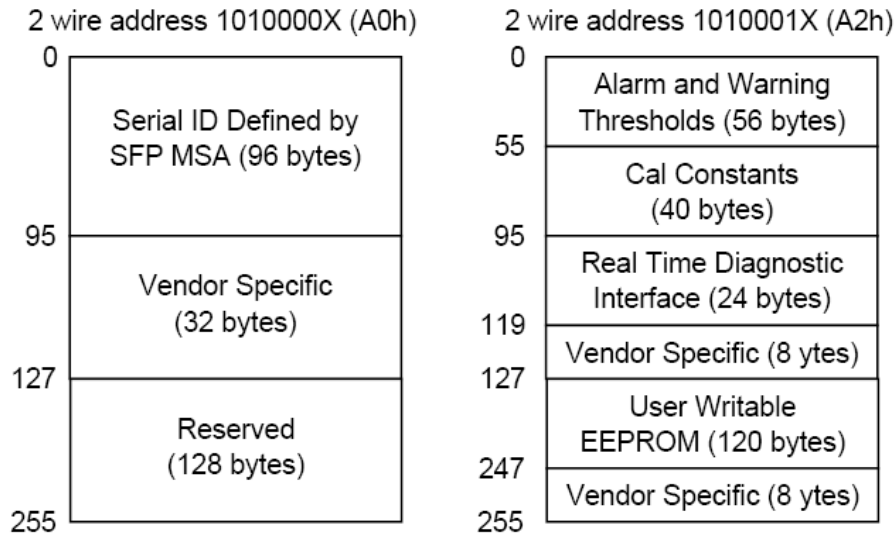 2 wire address 1010000X (A0h)
0
Serial ID Defined by
SFP MSA (96 bytes)
95
Vendor Specific
(32 bytes)
127
Reserved
(128 bytes)
255
2 wire address 1010001X (A2h)
0
Alarm and Warning
Thresholds (56 bytes)
55
Cal Constants
(40 bytes)
95
Real Time Diagnostic
Interface (24 bytes)
119
Vendor Specific (8 ytes)
127
User Writable
EEPROM (120 bytes)
247
Vendor Specific (8 ytes)
255